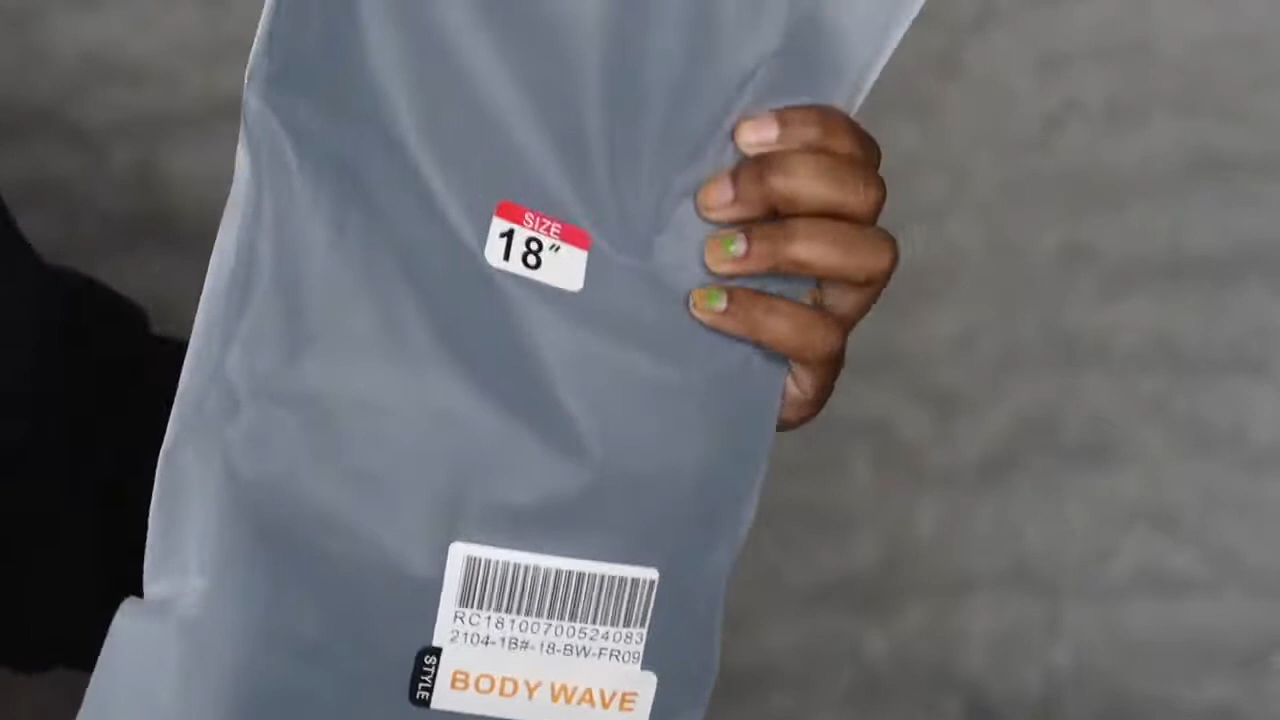 SIZE
18"
RC18100700524083
2104-1B#-18-BW-FR09
STYLE
BODY WAVE